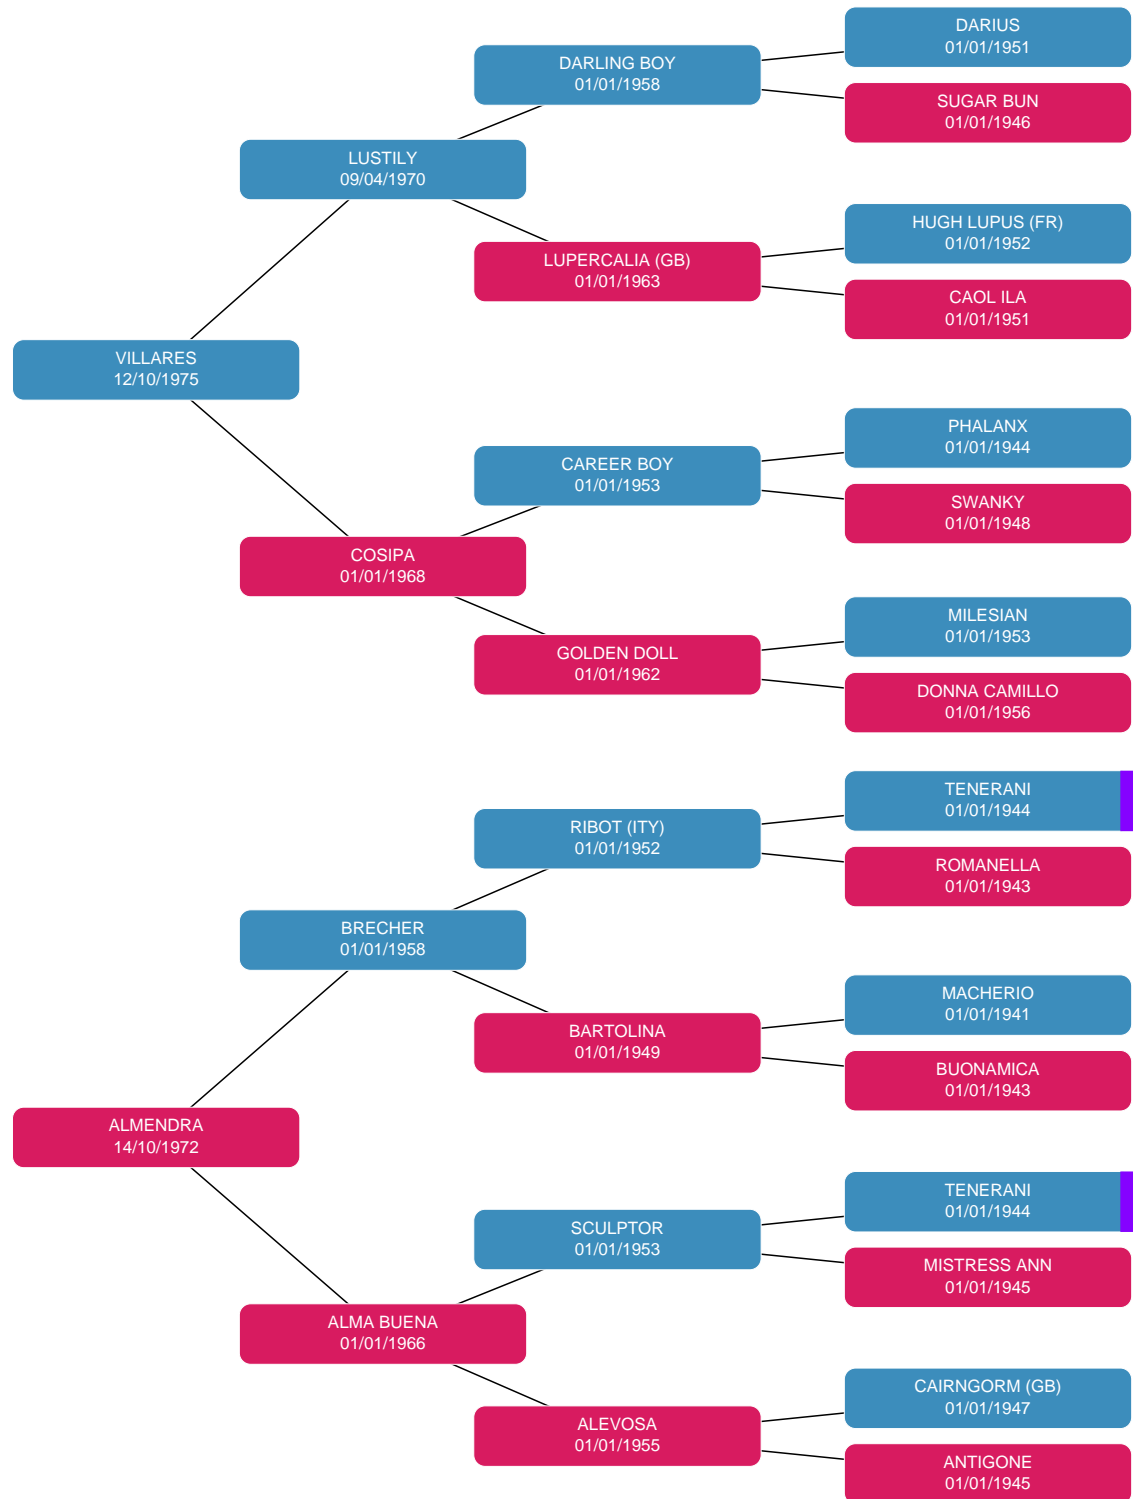 DARIUS
01/01/1951
DARLING BOY
01/01/1958
SUGAR BUN
01/01/1946
LUSTILY
09/04/1970
HUGH LUPUS (FR)
01/01/1952
LUPERCALIA (GB)
01/01/1963
CAOL ILA
01/01/1951
VILLARES
12/10/1975
PHALANX
01/01/1944
CAREER BOY
01/01/1953
SWANKY
01/01/1948
COSIPA
01/01/1968
MILESIAN
01/01/1953
GOLDEN DOLL
01/01/1962
DONNA CAMILLO
01/01/1956
TENERANI
01/01/1944
RIBOT (ITY)
01/01/1952
ROMANELLA
01/01/1943
BRECHER
01/01/1958
MACHERIO
01/01/1941
BARTOLINA
01/01/1949
BUONAMICA
01/01/1943
ALMENDRA
14/10/1972
TENERANI
01/01/1944
SCULPTOR
01/01/1953
MISTRESS ANN
01/01/1945
ALMA BUENA
01/01/1966
CAIRNGORM (GB)
01/01/1947
ALEVOSA
01/01/1955
ANTIGONE
01/01/1945